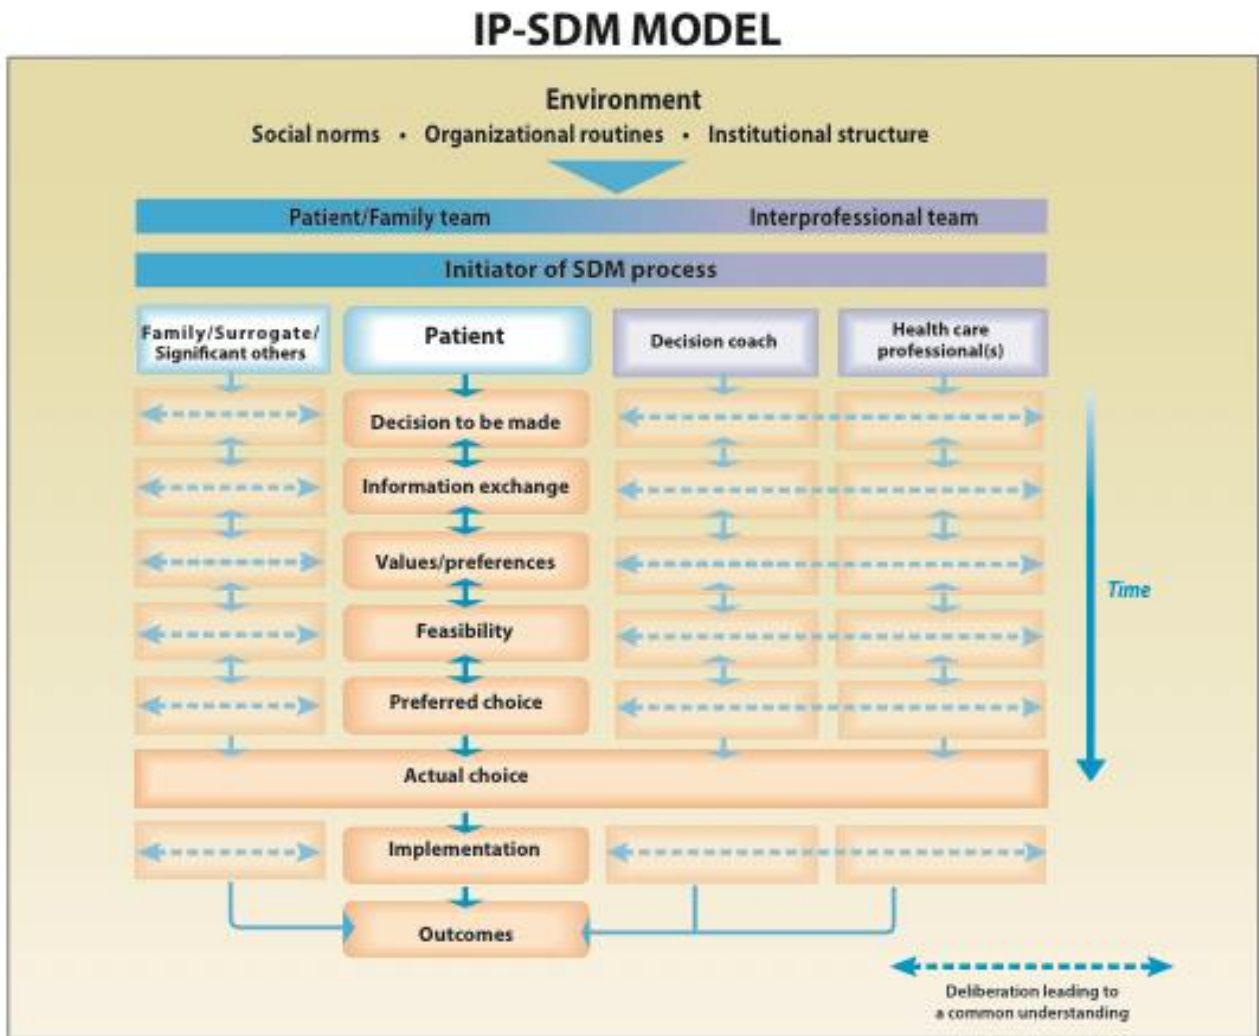 IP-SDM MODEL
Environment
Social norms • Organizational routines • Institutional structure
Patient/Family team
Interprofessional team
Initiator of SDM process
Family/Surrogate/
Significant others
Patient
Decision coach
Health care
professional(s)
Decision to be made
Information exchange
Values/preferences
Feasibility
Preferred choice
Actual choice
Implementation
Outcomes
Time
Deliberation leading to
a common understanding